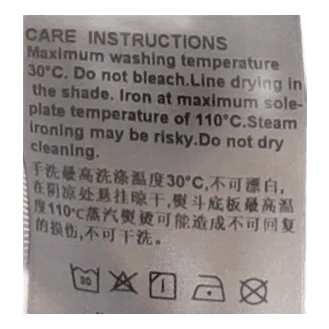 CARE INSTRUCTIONS
Maximum washing temperature
30°C. Do not bleach.Line drying in
the shade. Iron at maximum sole-
plate temperature of 110°C.Steam
ironing may be risky.Do not dry
cleaning.
手洗最高洗涤温度30°C,不可漂白,
在阴凉处悬挂晾干,熨斗底板最高温
度110°C蒸汽熨烫可能造成不可回复
的损伤,不可干洗。
30